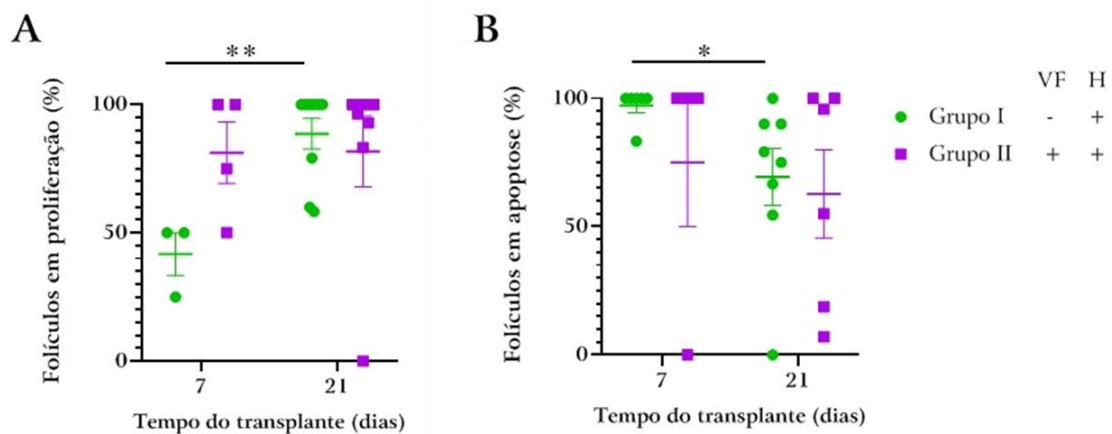 A
**
Folículos em proliferação (%)
100
50
0
7
21
Tempo do transplante (dias)
B
*
Folículos em apoptose (%)
100
50
0
7
21
Tempo do transplante (dias)
VF H
Grupo I - +
Grupo II + +